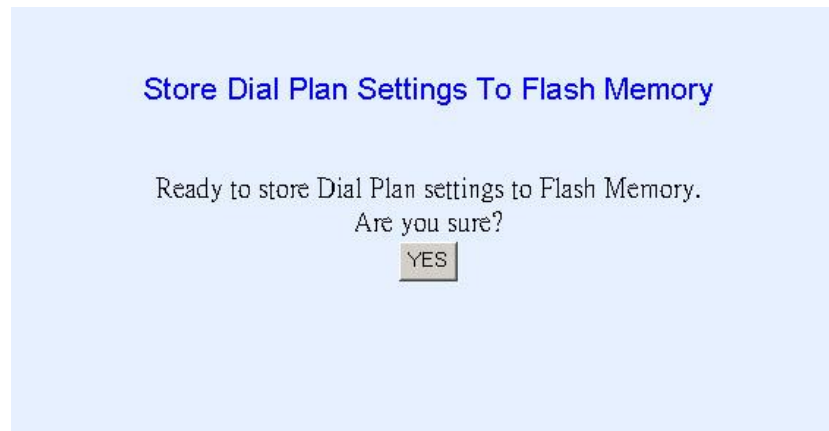 Store Dial Plan Settings To Flash Memory
Ready to store Dial Plan settings to Flash Memory.
Are you sure?
YES